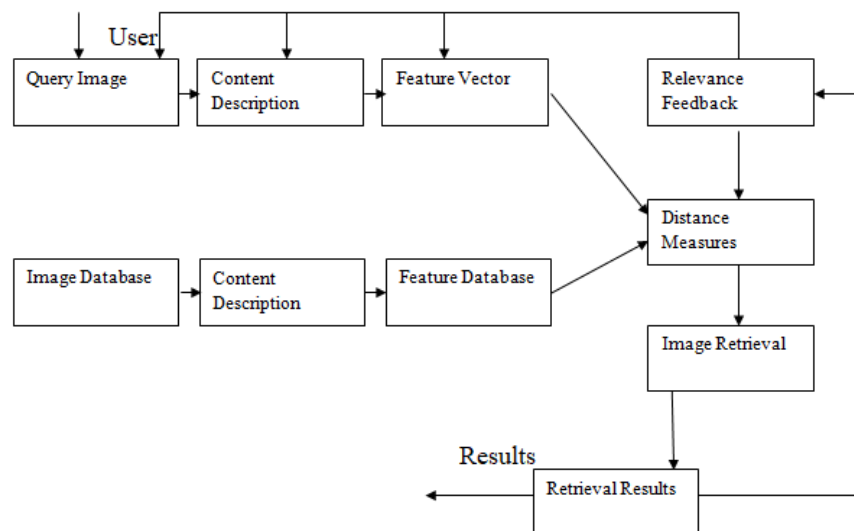 User
Query Image
Content
Description
Feature Vector
Relevance
Feedback
Distance
Measures
Image Database
Content
Description
Feature Database
Image Retrieval
Results
Retrieval Results